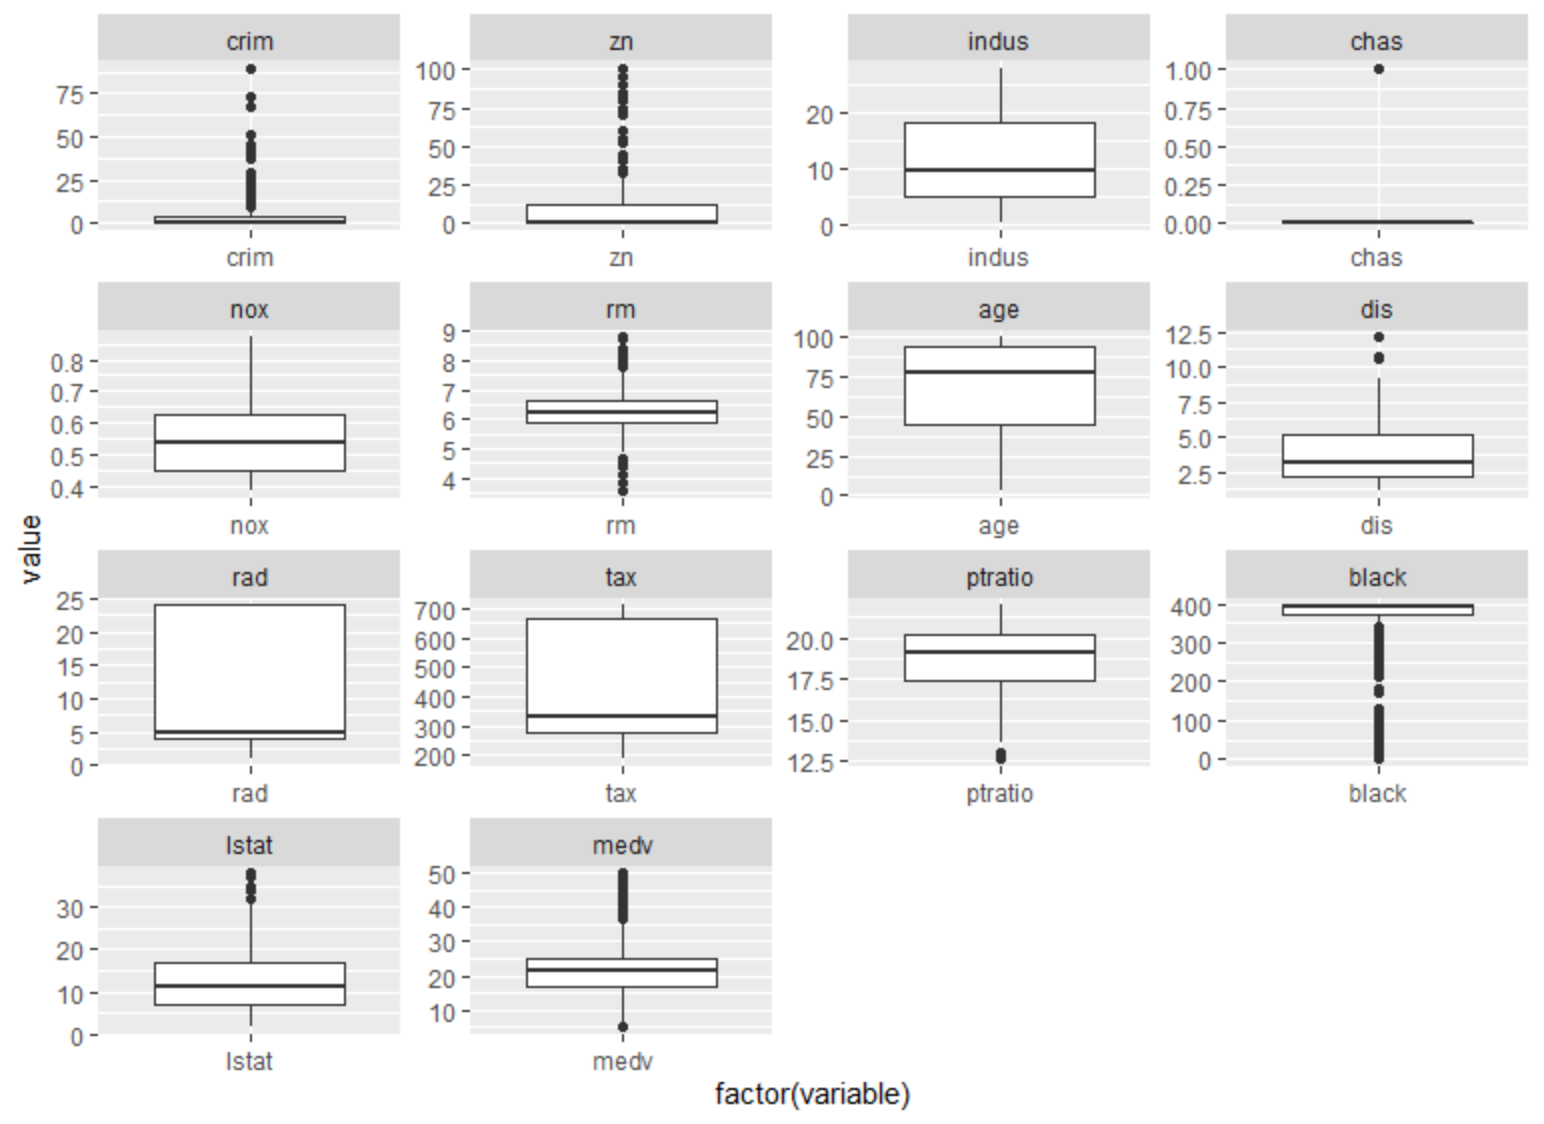 crim
zn
indus
chas
75
50
25
0
100
75
50
25
0
20
10
0
1.00
0.75
0.50
0.25
0.00
crim
zn
indus
chas
nox
rm
age
dis
0.8
0.7
0.6
0.5
0.4
9
8
7
6
5
4
100
75
50
25
0
12.5
10.0
7.5
5.0
2.5
nox
rm
age
dis
value
rad
tax
ptratio
black
25
20
15
10
5
0
700
600
500
400
300
200
20.0
17.5
15.0
12.5
400
300
200
100
0
rad
tax
ptratio
black
lstat
medv
30
20
10
0
50
40
30
20
10
lstat
medv
factor(variable)